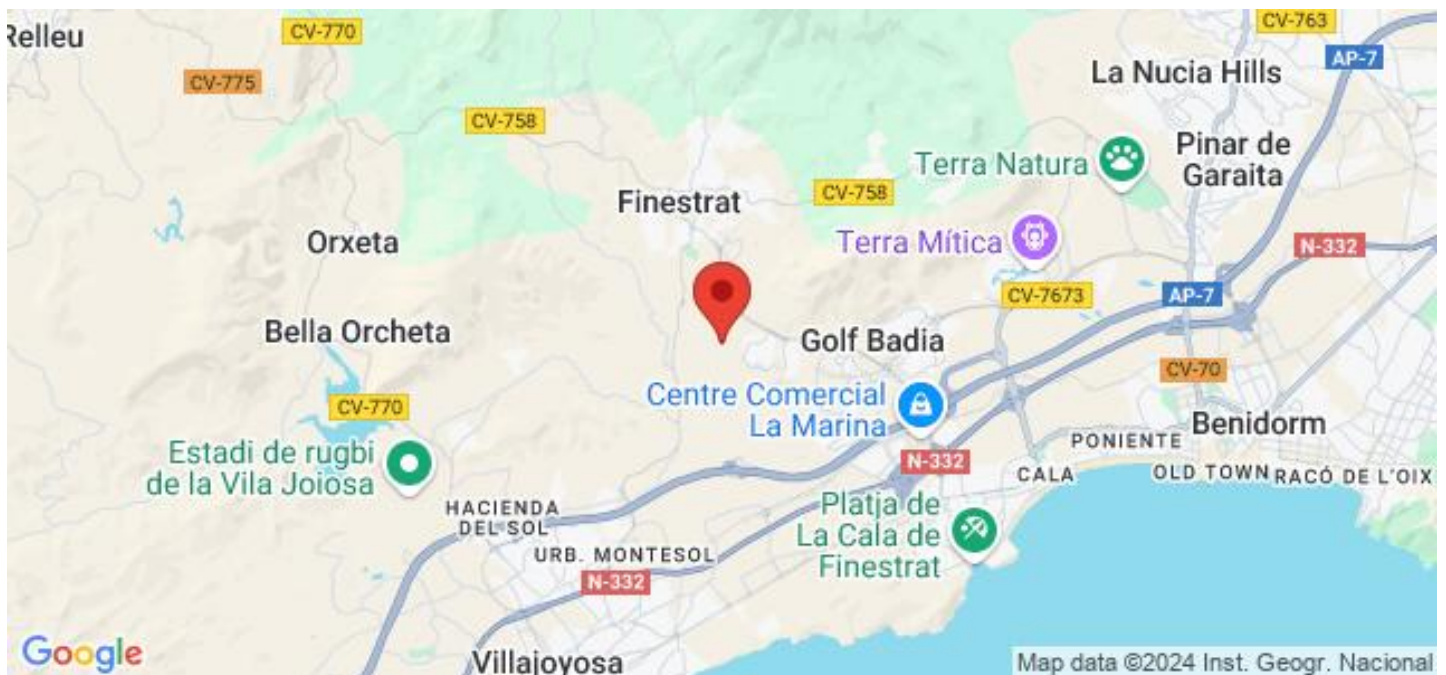 Relleu
CV-770
CV-763
AP-7
CV-775
La Nucia Hills
CV-758
Pinar de
Garaita
Terra Natura
CV-758
Finestrat
Orxeta
Terra Mítica
N-332
CV-7673
AP-7
Bella Orcheta
Golf Badia
CV-70
Centre Comercial
La Marina
CV-770
Benidorm
PONIENTE
Estadi de rugbi
de la Vila Joiosa
N-332
CALA
OLD TOWN
RACÓ DE L'OIX
HACIENDA
DEL SOL
Platja de
La Cala de
Finestrat
URB. MONTESOL
N-332
Google
Villajoyosa
Map data ©2024 Inst. Geogr. Nacional